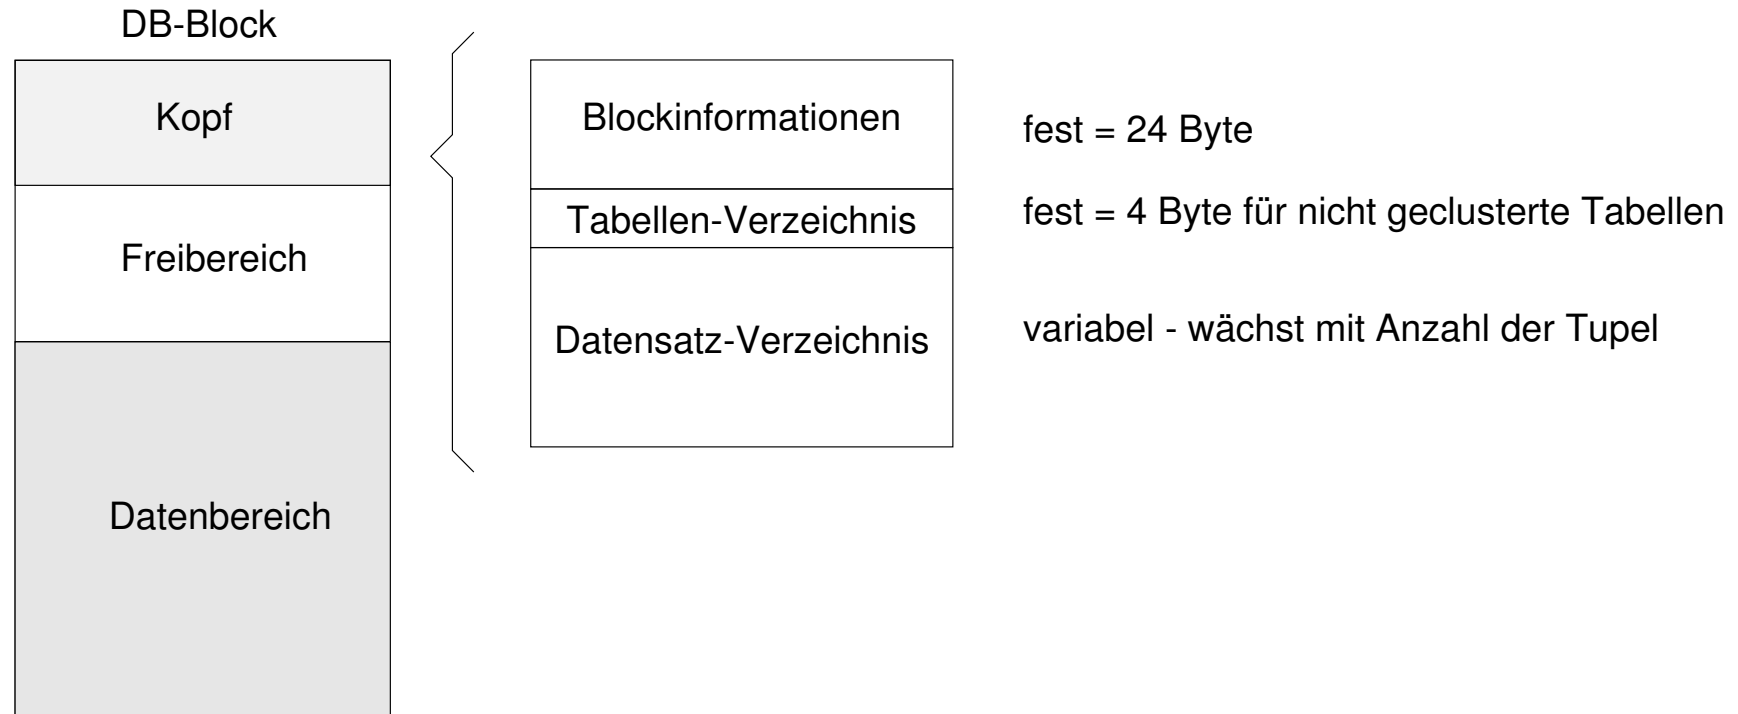 DB-Block
Kopf
Freibereich
Datenbereich
Blockinformationen
Tabellen-Verzeichnis
Datensatz-Verzeichnis
fest = 24 Byte
fest = 4 Byte für nicht geclusterte Tabellen
variabel - wächst mit Anzahl der Tupel